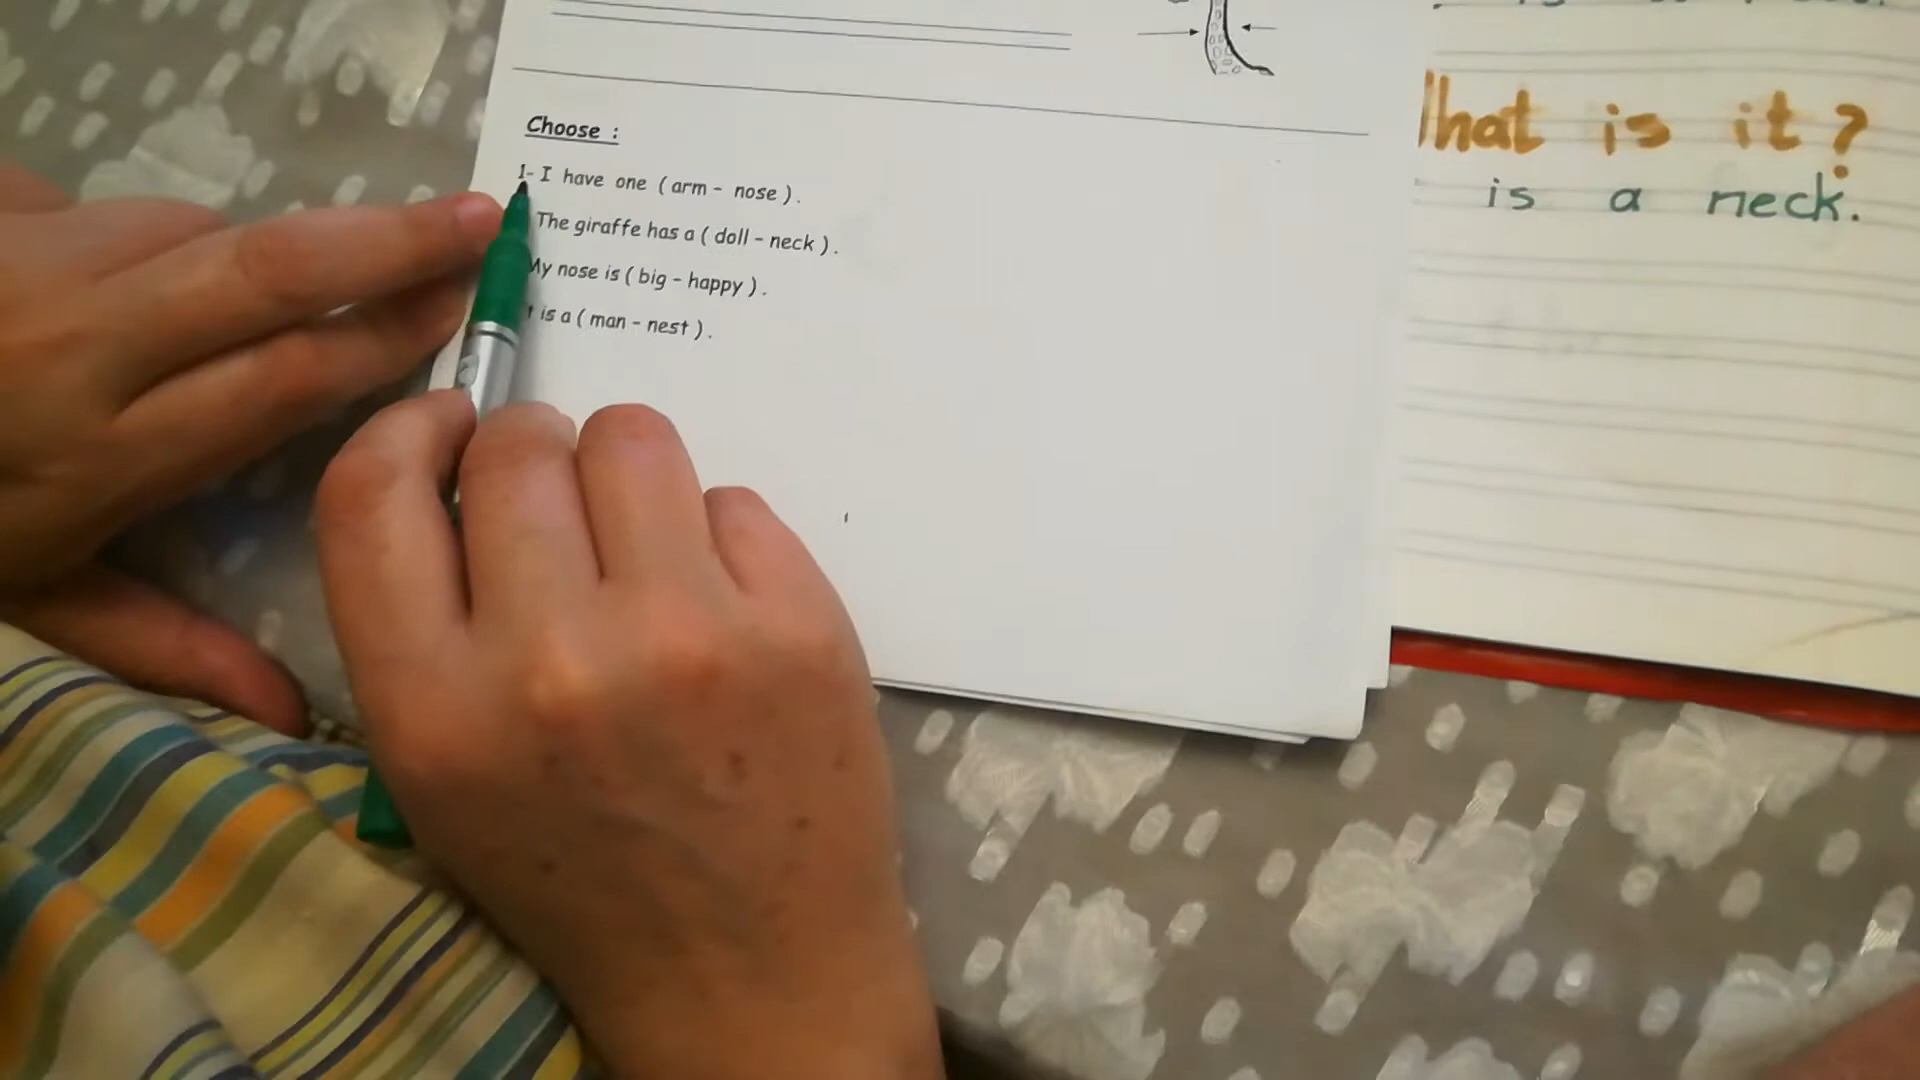 Choose :
1- I have one ( arm - nose ) .
The giraffe has a ( doll - neck ) .
My nose is ( big - happy ) .
is a ( man - nest ) .
What is it ?
is a neck.